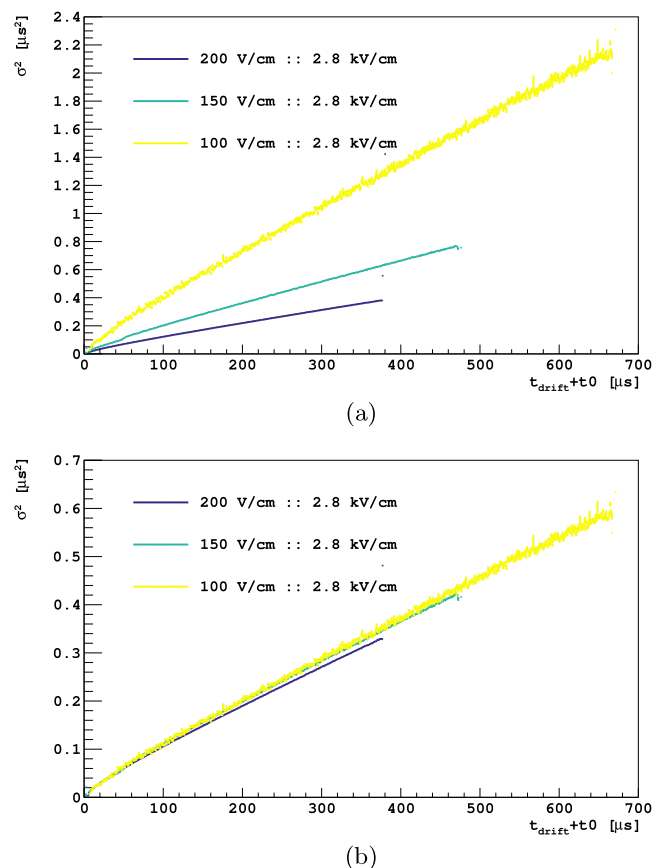 σ² [μs²]
2.4
2.2
2
1.8
1.6
1.4
1.2
1
0.8
0.6
0.4
0.2
0
200 V/cm :: 2.8 kV/cm
150 V/cm :: 2.8 kV/cm
100 V/cm :: 2.8 kV/cm
0 100 200 300 400 500 600 700
t_drift+t0 [μs]
(a)
σ² [μs²]
0.7
0.6
0.5
0.4
0.3
0.2
0.1
0
200 V/cm :: 2.8 kV/cm
150 V/cm :: 2.8 kV/cm
100 V/cm :: 2.8 kV/cm
0 100 200 300 400 500 600 700
t_drift+t0 [μs]
(b)